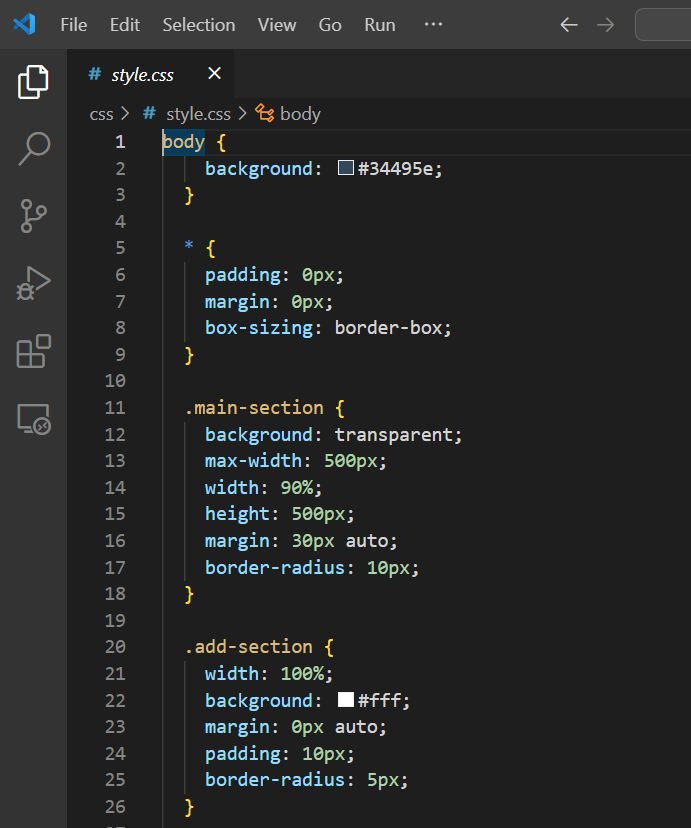 File Edit Selection View Go Run ···
# style.css ×
css > # style.css > body
1 body {
2 background: #34495e;
3 }
4
5 * {
6 padding: 0px;
7 margin: 0px;
8 box-sizing: border-box;
9 }
10
11 .main-section {
12 background: transparent;
13 max-width: 500px;
14 width: 90%;
15 height: 500px;
16 margin: 30px auto;
17 border-radius: 10px;
18 }
19
20 .add-section {
21 width: 100%;
22 background: #fff;
23 margin: 0px auto;
24 padding: 10px;
25 border-radius: 5px;
26 }